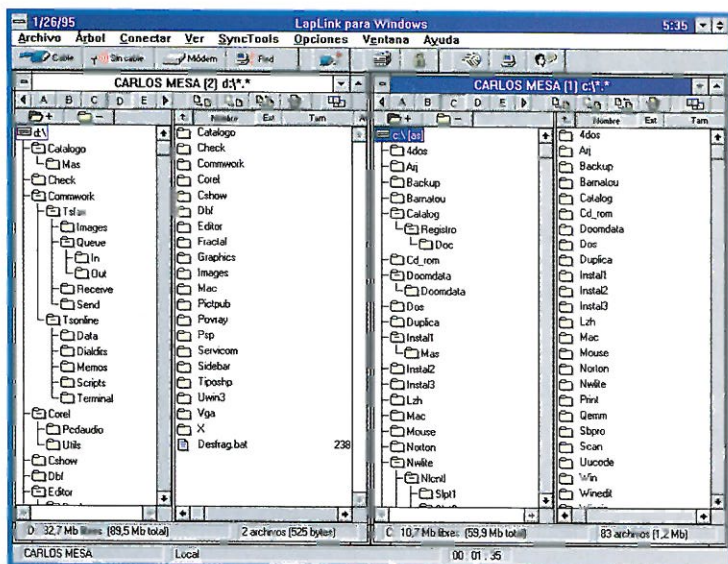 1/26/95 LapLink para Windows 5:35
Archivo Árbol Conectar Ver SyncTools Opciones Ventana Ayuda
Cable Sin cable Módem Find
CARLOS MESA (2) d:\*.*
A B C D E
+ -
Nombre Ext Tam
d:\
Catalogo
Mas
Check
Commwork
Tsfax
Images
Queue
In
Out
Receive
Send
Tsonline
Data
Dialdirs
Memos
Scripts
Terminal
Corel
Pcdaudio
Utils
Cshow
Dbf
Editor
Catalogo
Check
Commwork
Corel
Cshow
Dbf
Editor
Fractal
Graphics
Images
Mac
Pictpub
Povray
Psp
Servicom
Sidebar
Tiposhp
Uwin3
Vga
X
Desfrag.bat 238
D: 32,7 Mb libres (89,5 Mb total) 2 archivos (525 bytes)
CARLOS MESA (1) c:\*.*
A B C D E
+ -
Nombre Ext Tam
c:\ [as]
4dos
Arj
Backup
Barnatou
Catalog
Registro
Doc
Cd_rom
Doomdata
Doomdata
Dos
Duplica
Instal1
Mas
Instal2
Instal3
Lzh
Mac
Mouse
Norton
Nwlite
Nlcntl
Slpt1
4dos
Arj
Backup
Barnatou
Catalog
Cd_rom
Doomdata
Dos
Duplica
Instal1
Instal2
Instal3
Lzh
Mac
Mouse
Norton
Nwlite
Print
Qemm
Sbpro
Scan
Uucode
Win
Winedit
C: 10,7 Mb libres (59,9 Mb total) 83 archivos (1,2 Mb)
CARLOS MESA Local 00:01:35